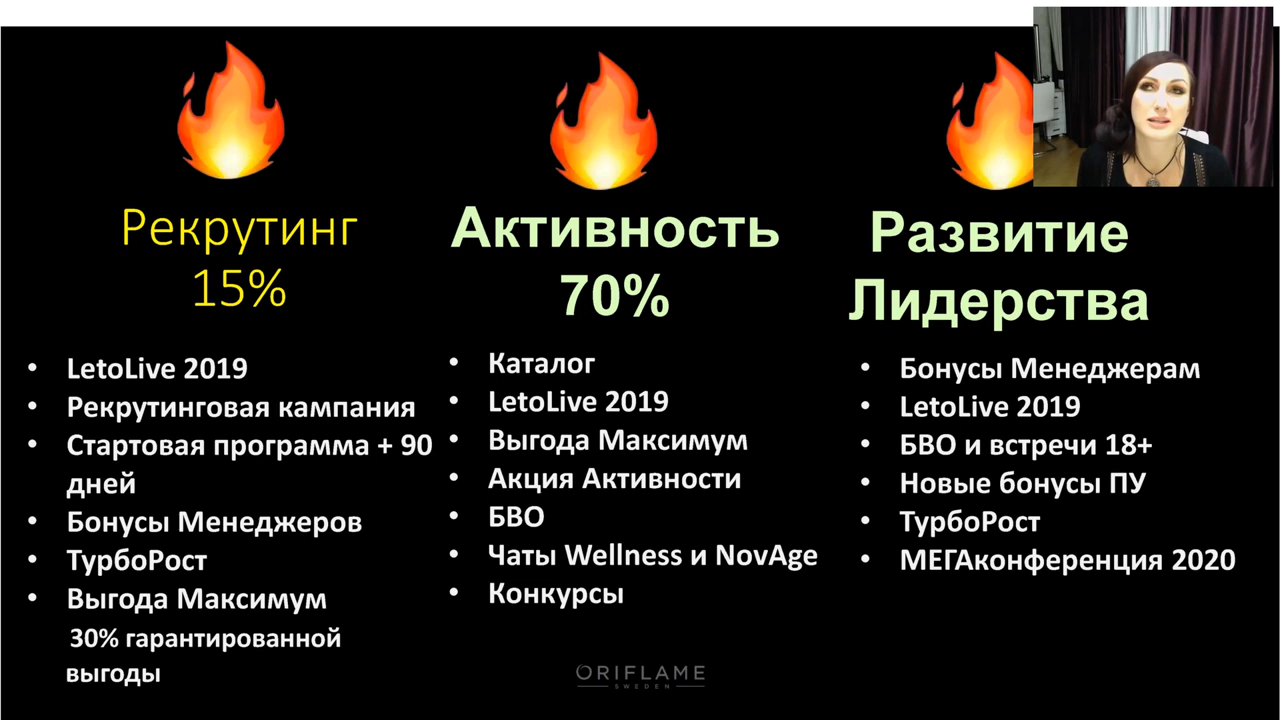 Рекрутинг
15%
• LetoLive 2019
• Рекрутинговая кампания
• Стартовая программа + 90
дней
• Бонусы Менеджеров
• ТурбоРост
• Выгода Максимум
30% гарантированной
выгоды
Активность
70%
• Каталог
• LetoLive 2019
• Выгода Максимум
• Акция Активности
• БВО
• Чаты Wellness и NovAge
• Конкурсы
Развитие
Лидерства
• Бонусы Менеджерам
• LetoLive 2019
• БВО и встречи 18+
• Новые бонусы ПУ
• ТурбоРост
• МЕГАконференция 2020
ORIFLAME
SWEDEN